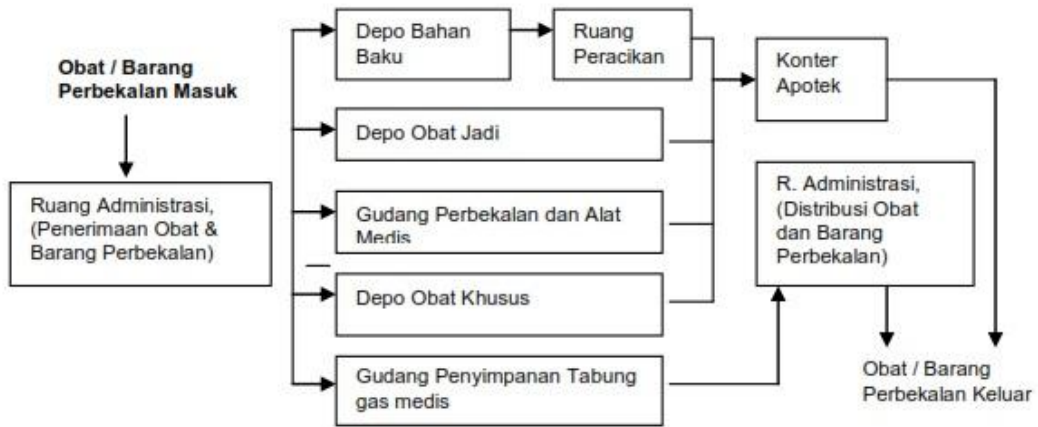 Obat / Barang
Perbekalan Masuk
Ruang Administrasi,
(Penerimaan Obat &
Barang Perbekalan)
Depo Bahan
Baku
Ruang
Peracikan
Depo Obat Jadi
Gudang Perbekalan dan Alat
Medis
Depo Obat Khusus
Gudang Penyimpanan Tabung
gas medis
Konter
Apotek
R. Administrasi,
(Distribusi Obat
dan Barang
Perbekalan)
Obat / Barang
Perbekalan Keluar